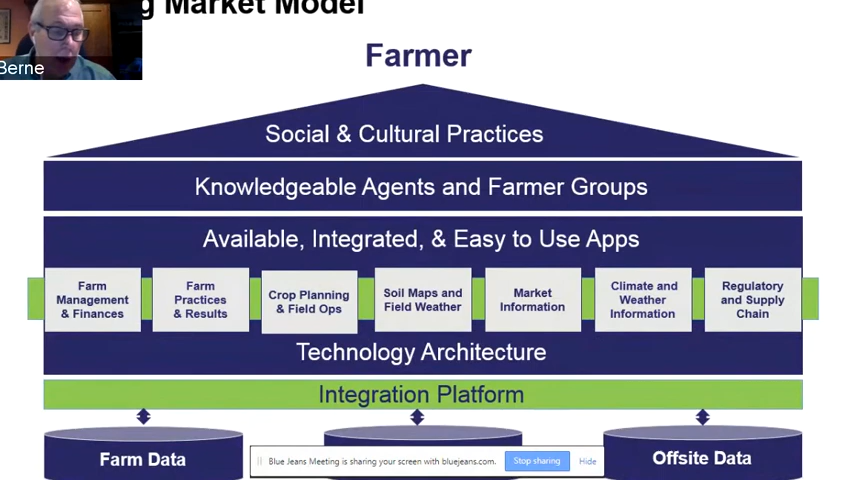 g Market Model
Berne
Farmer
Social & Cultural Practices
Knowledgeable Agents and Farmer Groups
Available, Integrated, & Easy to Use Apps
Farm
Management
& Finances
Farm
Practices
& Results
Crop Planning
& Field Ops
Soil Maps and
Field Weather
Market
Information
Climate and
Weather
Information
Regulatory
and Supply
Chain
Technology Architecture
Integration Platform
Farm Data
Blue Jeans Meeting is sharing your screen with bluejeans.com.
Stop sharing
Hide
Offsite Data